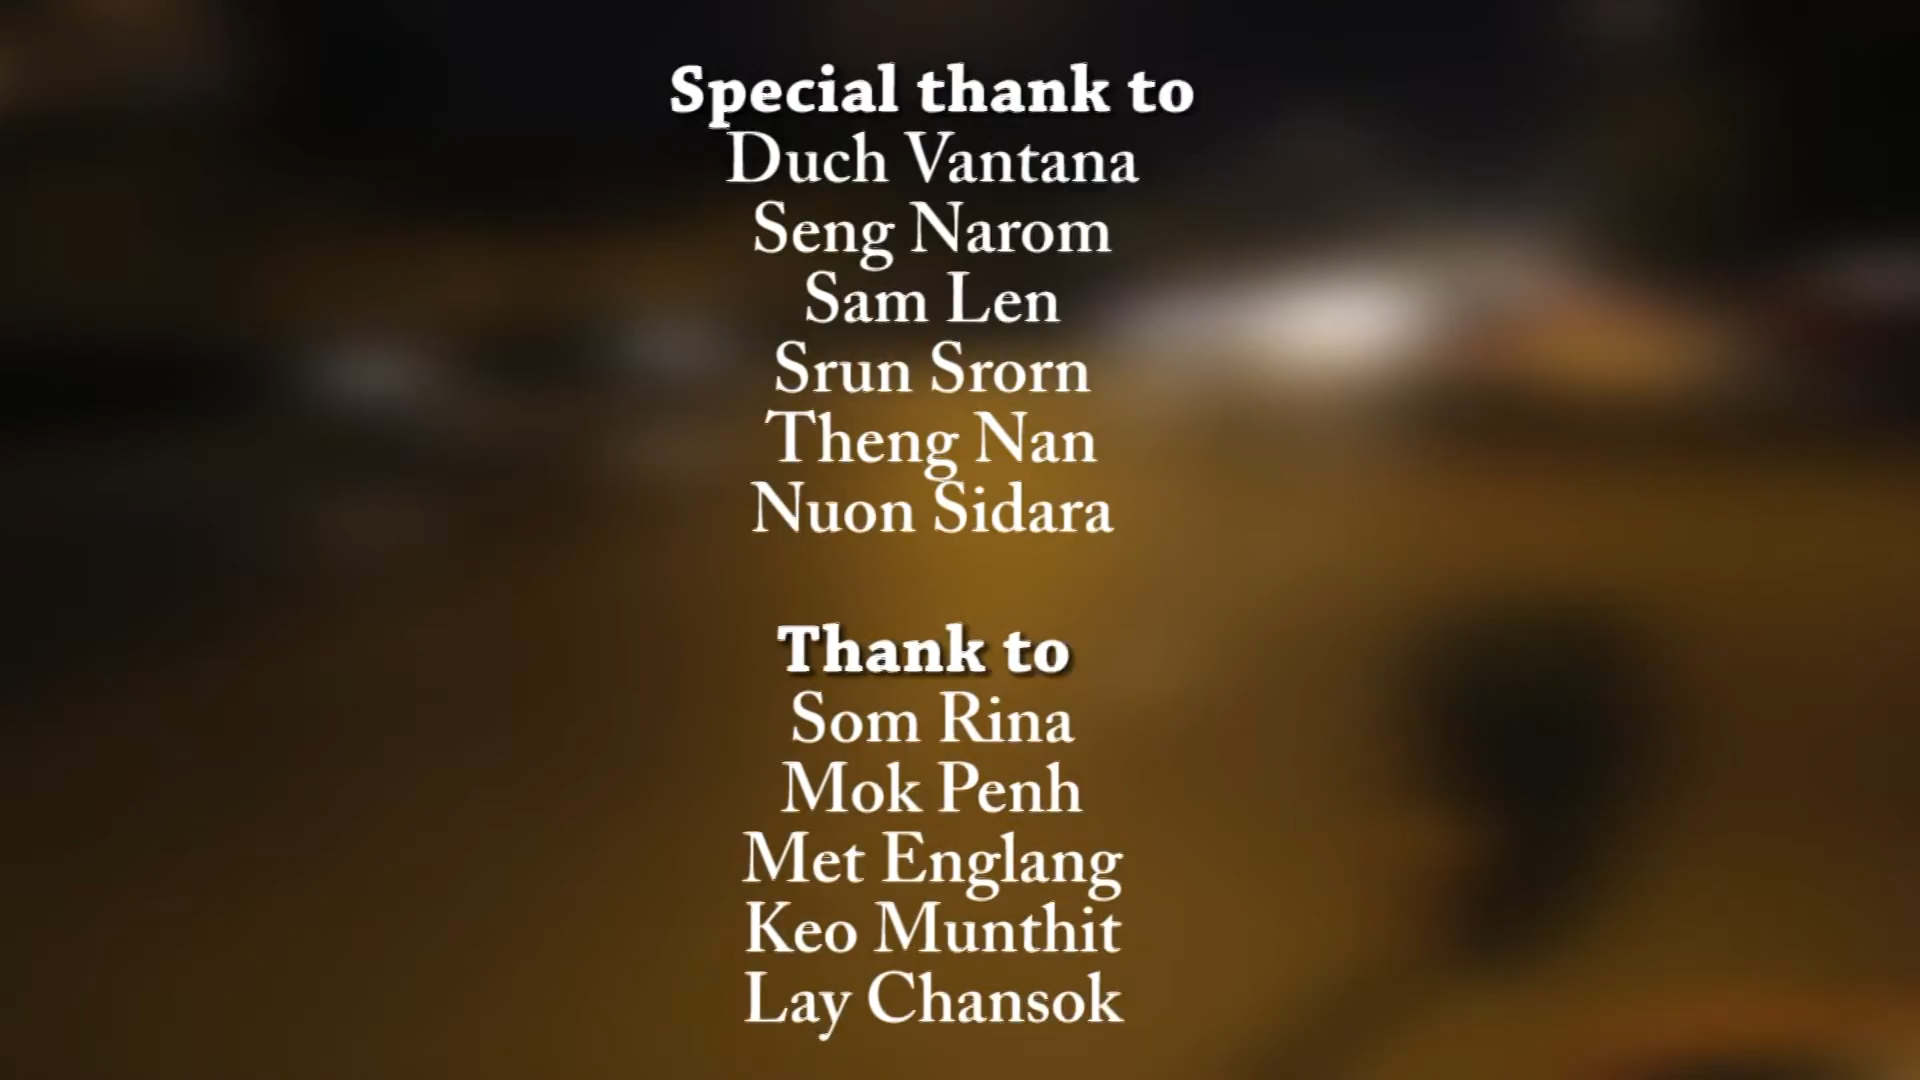 Special thank to
Duch Vantana
Seng Narom
Sam Len
Srun Srorn
Theng Nan
Nuon Sidara
Thank to
Som Rina
Mok Penh
Met Englang
Keo Munthit
Lay Chansok